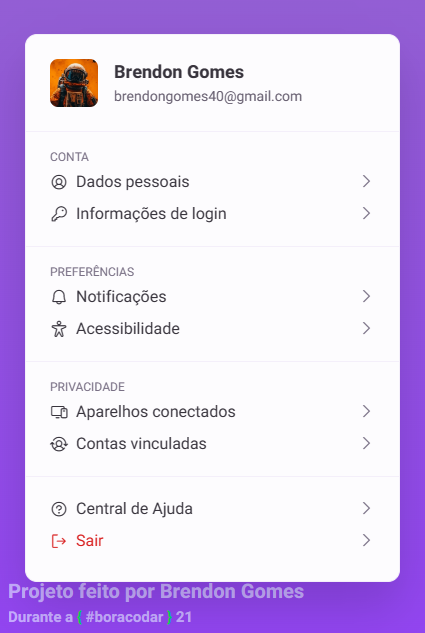 Brendon Gomes
brendongomes40@gmail.com
CONTA
Dados pessoais
Informações de login
PREFERÊNCIAS
Notificações
Acessibilidade
PRIVACIDADE
Aparelhos conectados
Contas vinculadas
Central de Ajuda
Sair
Projeto feito por Brendon Gomes
Durante a { #boracodar } 21